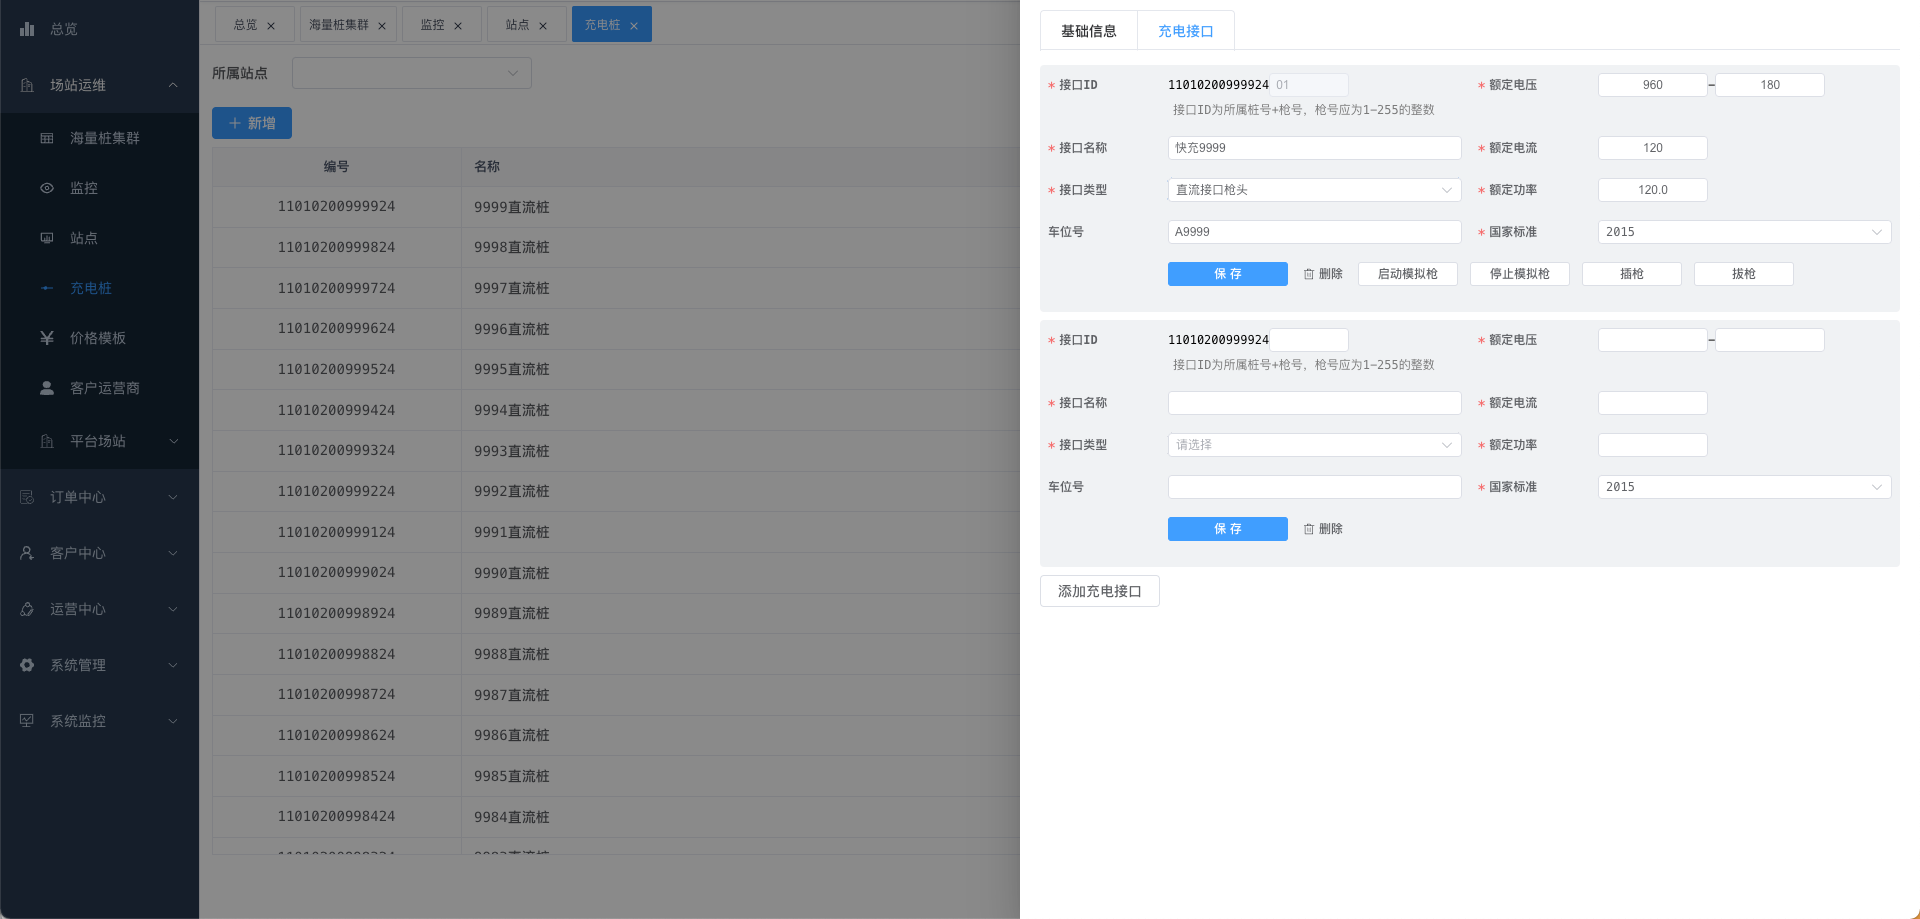 总览
场站运维
海量桩集群
监控
站点
充电桩
价格模板
客户运营商
平台场站
订单中心
客户中心
运营中心
系统管理
系统监控
总览 × 海量桩集群 × 监控 × 站点 × 充电桩 ×
所属站点
+ 新增
编号 名称
11010200999924 9999直流桩
11010200999824 9998直流桩
11010200999724 9997直流桩
11010200999624 9996直流桩
11010200999524 9995直流桩
11010200999424 9994直流桩
11010200999324 9993直流桩
11010200999224 9992直流桩
11010200999124 9991直流桩
11010200999024 9990直流桩
11010200998924 9989直流桩
11010200998824 9988直流桩
11010200998724 9987直流桩
11010200998624 9986直流桩
11010200998524 9985直流桩
11010200998424 9984直流桩
基础信息 充电接口
* 接口ID 11010200999924 01 * 额定电压 960 - 180
接口ID为所属桩号+枪号, 枪号应为1-255的整数
* 接口名称 快充9999 * 额定电流 120
* 接口类型 直流接口枪头 * 额定功率 120.0
车位号 A9999 * 国家标准 2015
保存 删除 启动模拟枪 停止模拟枪 插枪 拔枪
* 接口ID 11010200999924 * 额定电压 -
接口ID为所属桩号+枪号, 枪号应为1-255的整数
* 接口名称 * 额定电流
* 接口类型 请选择 * 额定功率
车位号 * 国家标准 2015
保存 删除
添加充电接口